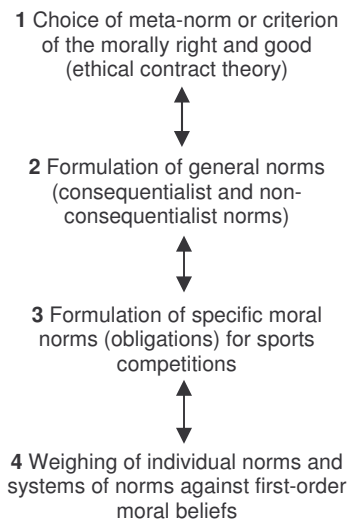 1 Choice of meta-norm or criterion
of the morally right and good
(ethical contract theory)
2 Formulation of general norms
(consequentialist and non-
consequentialist norms)
3 Formulation of specific moral
norms (obligations) for sports
competitions
4 Weighing of individual norms and
systems of norms against first-order
moral beliefs